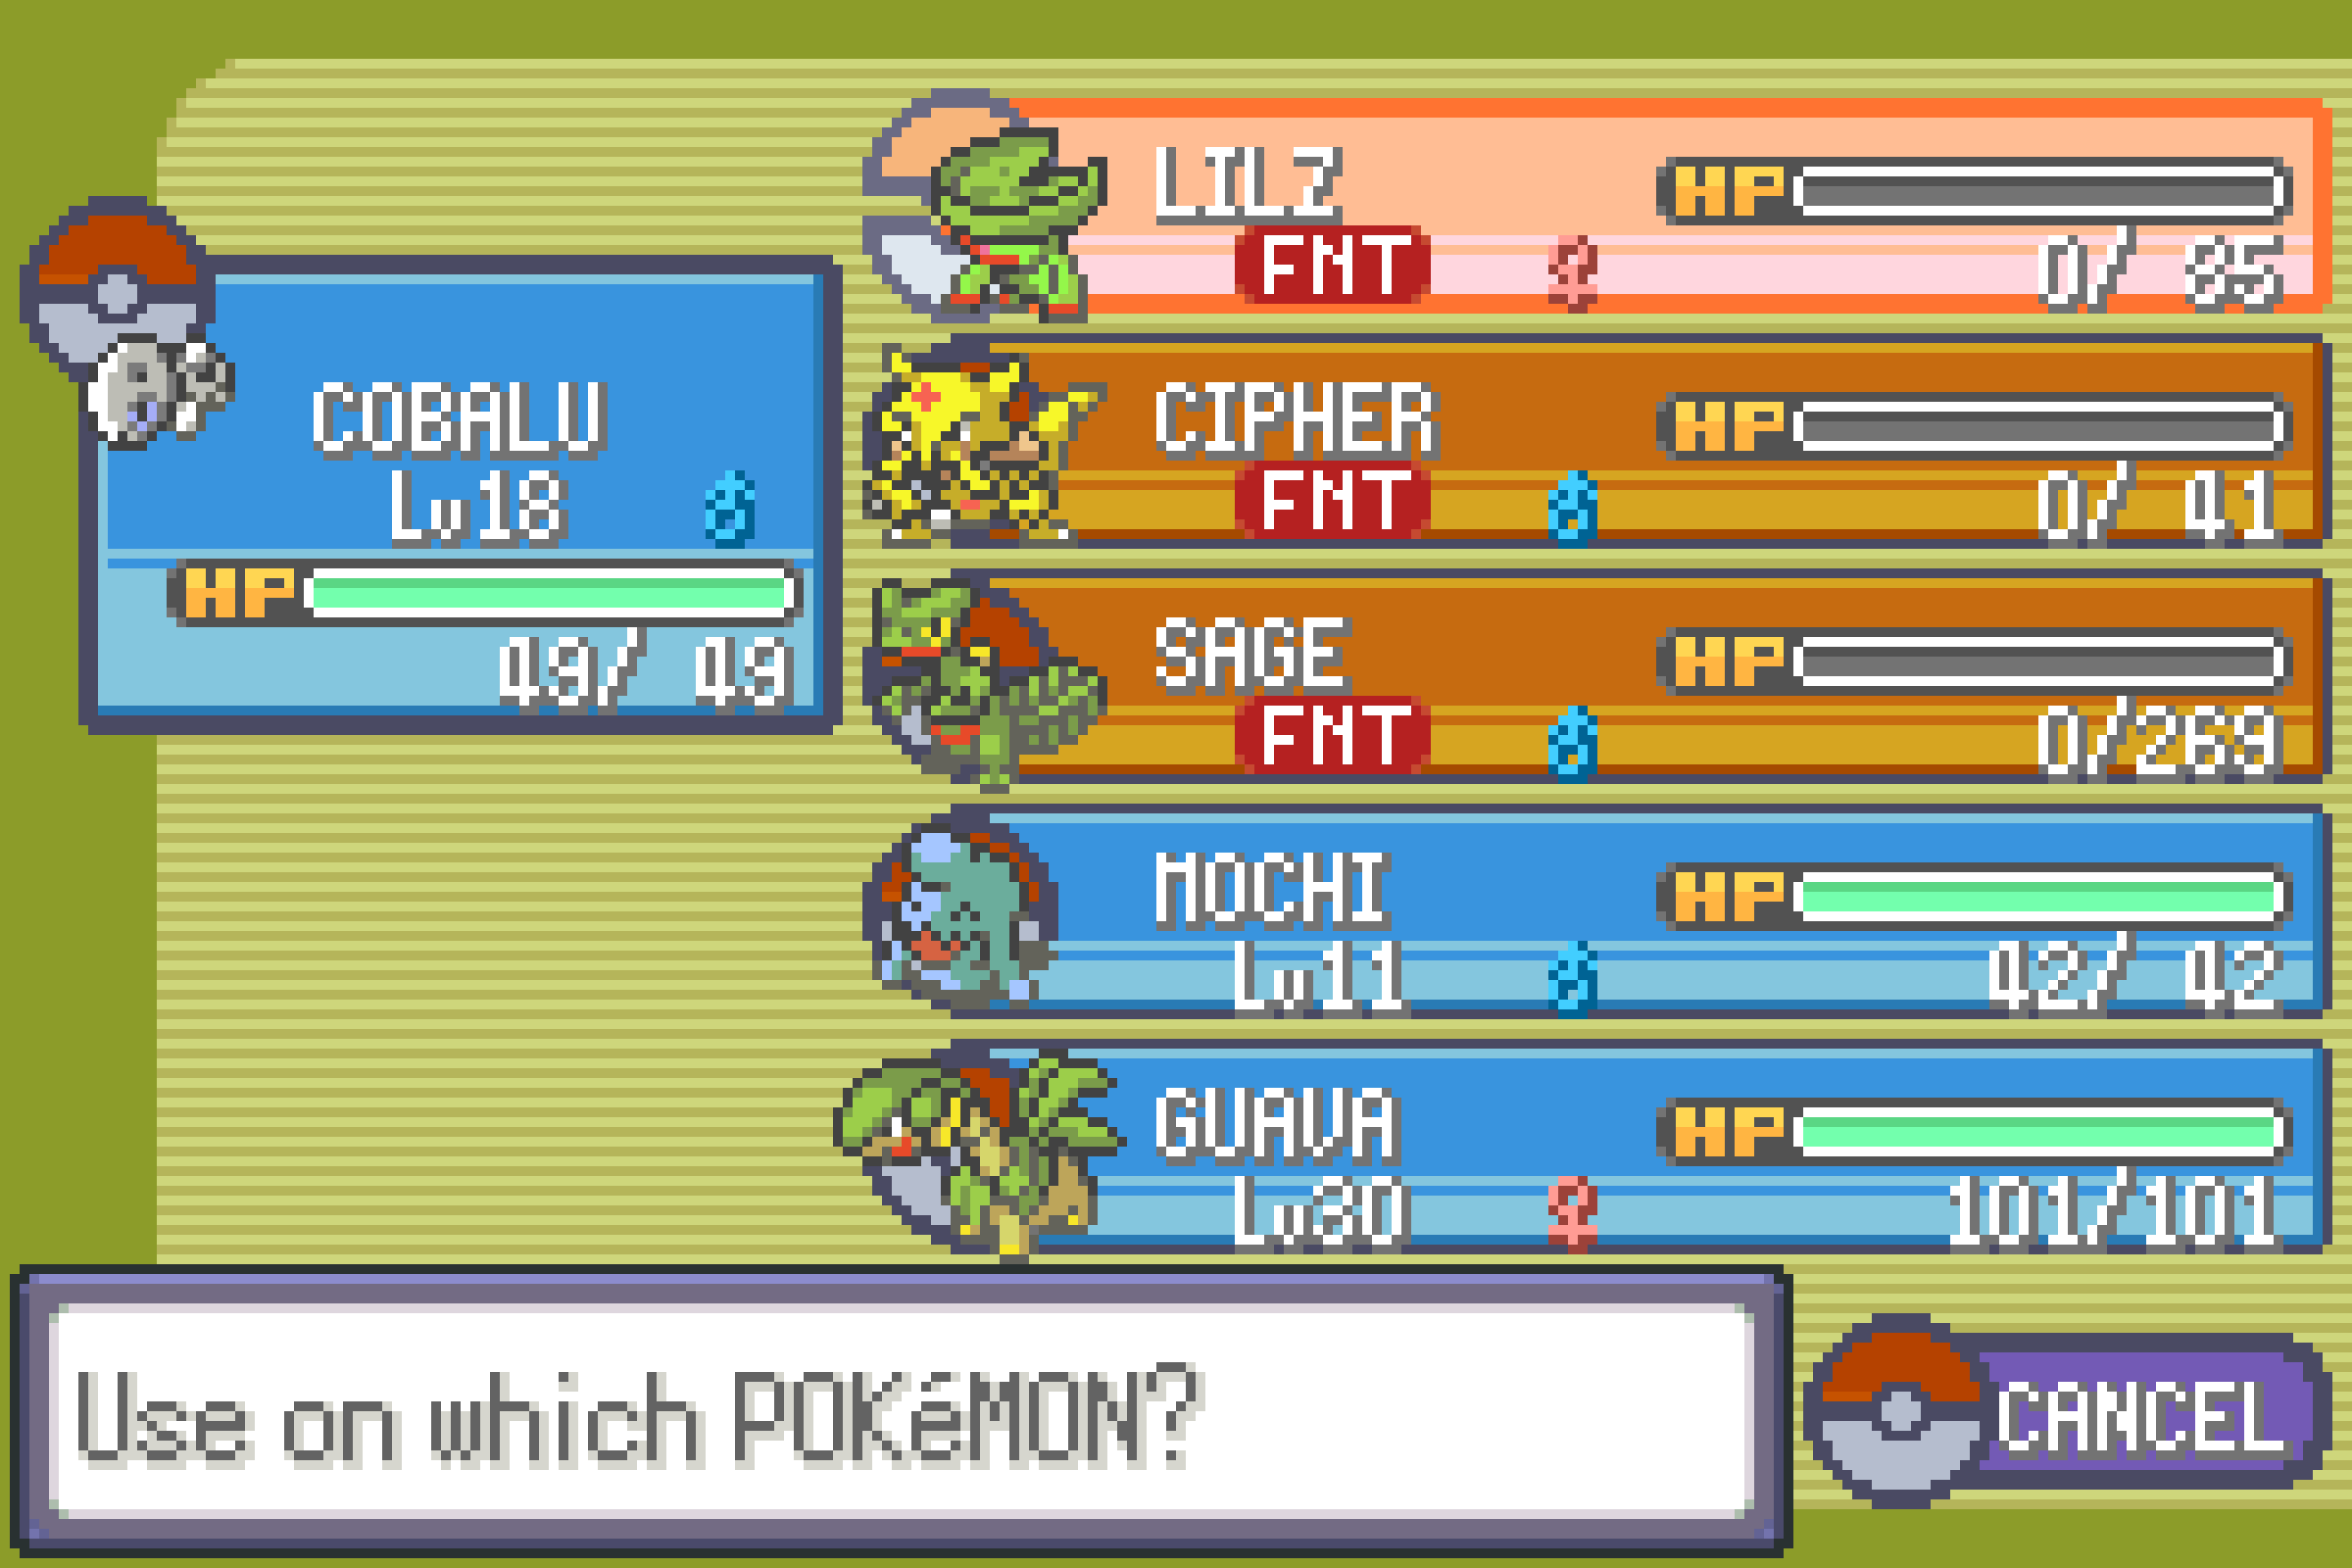 COBALU
Lv18 ♂
HP
49/ 49
LILZ HP
FNT ♀ 0/ 85
CIPHER HP
FNT ♂ 0/ 41
SAGE HP
FNT ♂ 0/269
MOCHI HP
Lv11 ♂ 42/ 42
GUAVA HP
Lv30 ♀ 101/101
Use on which POKéMON?
CANCEL